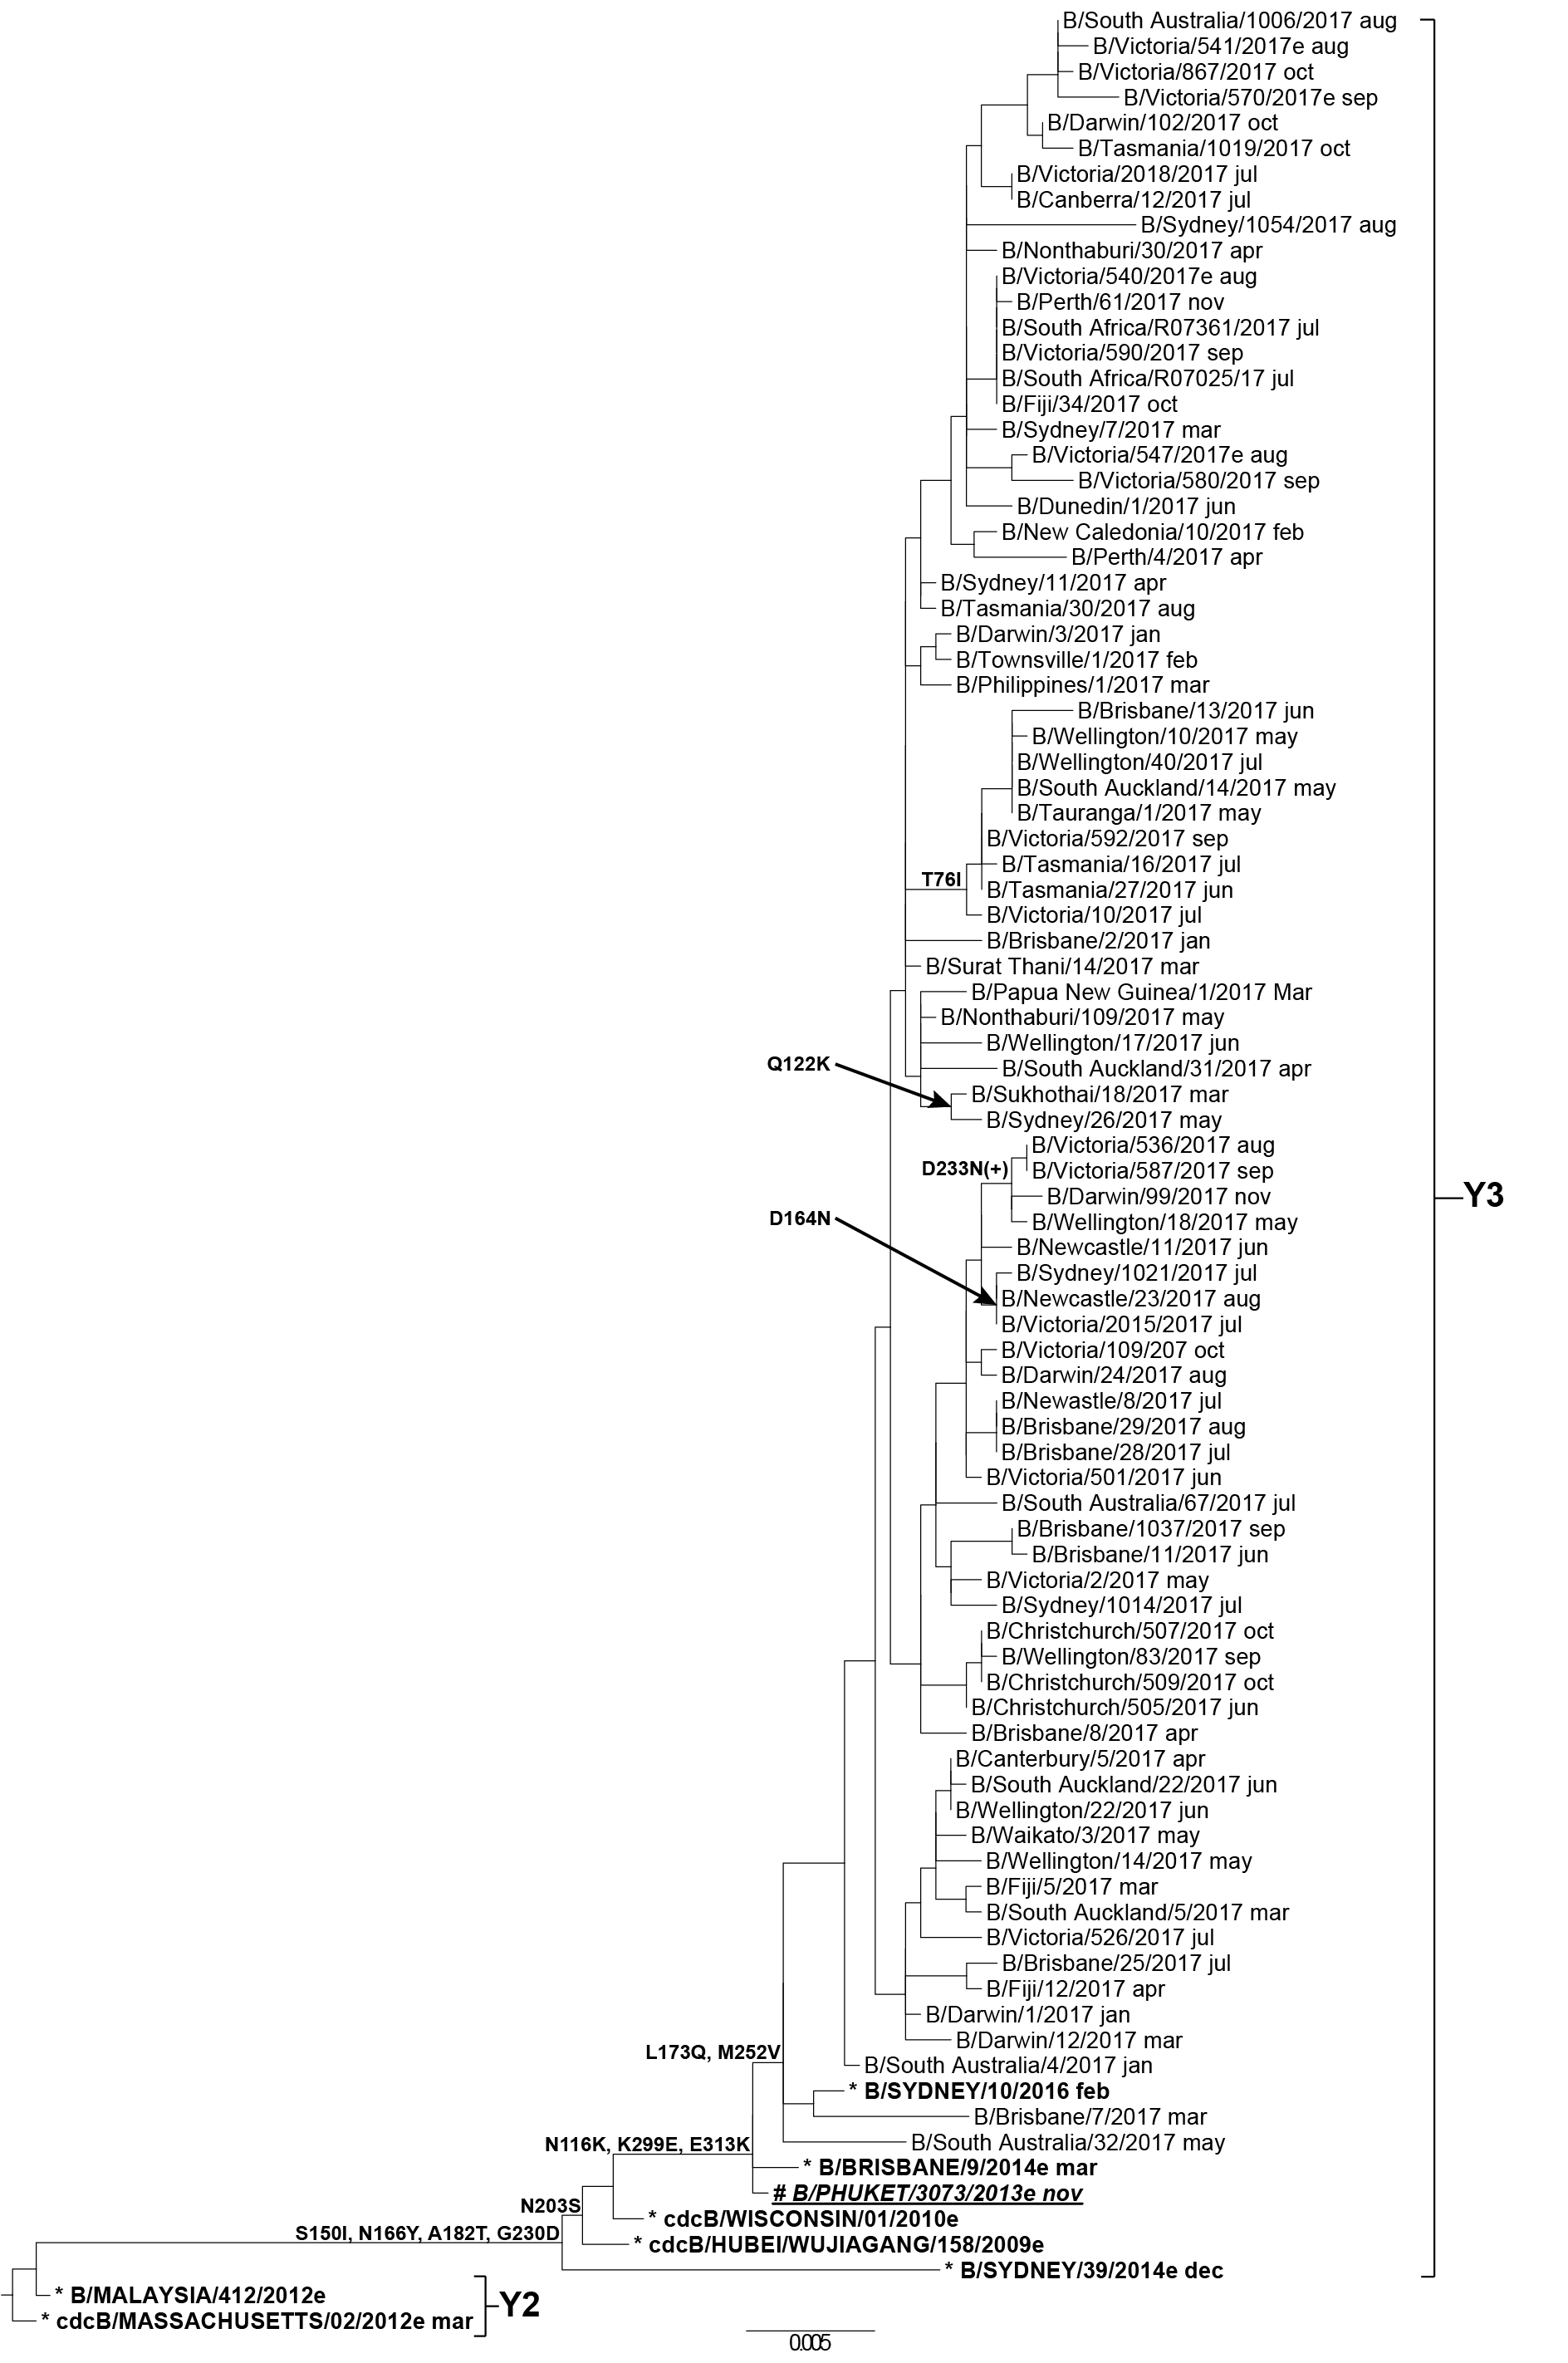 B/South Australia/1006/2017 aug
B/Victoria/541/2017e aug
B/Victoria/867/2017 oct
B/Victoria/570/2017e sep
B/Darwin/102/2017 oct
B/Tasmania/1019/2017 oct
B/Victoria/2018/2017 jul
B/Canberra/12/2017 jul
B/Sydney/1054/2017 aug
B/Nonthaburi/30/2017 apr
B/Victoria/540/2017e aug
B/Perth/61/2017 nov
B/South Africa/R07361/2017 jul
B/Victoria/590/2017 sep
B/South Africa/R07025/17 jul
B/Fiji/34/2017 oct
B/Sydney/7/2017 mar
B/Victoria/547/2017e aug
B/Victoria/580/2017 sep
B/Dunedin/1/2017 jun
B/New Caledonia/10/2017 feb
B/Perth/4/2017 apr
B/Sydney/11/2017 apr
B/Tasmania/30/2017 aug
B/Darwin/3/2017 jan
B/Townsville/1/2017 feb
B/Philippines/1/2017 mar
B/Brisbane/13/2017 jun
B/Wellington/10/2017 may
B/Wellington/40/2017 jul
B/South Auckland/14/2017 may
B/Tauranga/1/2017 may
B/Victoria/592/2017 sep
B/Tasmania/16/2017 jul
T76I
B/Tasmania/27/2017 jun
B/Victoria/10/2017 jul
B/Brisbane/2/2017 jan
B/Surat Thani/14/2017 mar
B/Papua New Guinea/1/2017 Mar
B/Nonthaburi/109/2017 may
B/Wellington/17/2017 jun
Q122K
B/South Auckland/31/2017 apr
B/Sukhothai/18/2017 mar
B/Sydney/26/2017 may
B/Victoria/536/2017 aug
D233N(+)
B/Victoria/587/2017 sep
B/Darwin/99/2017 nov
Y3
D164N
B/Wellington/18/2017 may
B/Newcastle/11/2017 jun
B/Sydney/1021/2017 jul
B/Newcastle/23/2017 aug
B/Victoria/2015/2017 jul
B/Victoria/109/207 oct
B/Darwin/24/2017 aug
B/Newastle/8/2017 jul
B/Brisbane/29/2017 aug
B/Brisbane/28/2017 jul
B/Victoria/501/2017 jun
B/South Australia/67/2017 jul
B/Brisbane/1037/2017 sep
B/Brisbane/11/2017 jun
B/Victoria/2/2017 may
B/Sydney/1014/2017 jul
B/Christchurch/507/2017 oct
B/Wellington/83/2017 sep
B/Christchurch/509/2017 oct
B/Christchurch/505/2017 jun
B/Brisbane/8/2017 apr
B/Canterbury/5/2017 apr
B/South Auckland/22/2017 jun
B/Wellington/22/2017 jun
B/Waikato/3/2017 may
B/Wellington/14/2017 may
B/Fiji/5/2017 mar
B/South Auckland/5/2017 mar
B/Victoria/526/2017 jul
B/Brisbane/25/2017 jul
B/Fiji/12/2017 apr
B/Darwin/1/2017 jan
B/Darwin/12/2017 mar
L173Q, M252V
B/South Australia/4/2017 jan
* B/SYDNEY/10/2016 feb
B/Brisbane/7/2017 mar
N116K, K299E, E313K
B/South Australia/32/2017 may
* B/BRISBANE/9/2014e mar
# B/PHUKET/3073/2013e nov
N203S
* cdcB/WISCONSIN/01/2010e
S150I, N166Y, A182T, G230D
* cdcB/HUBEI/WUJIAGANG/158/2009e
* B/SYDNEY/39/2014e dec
* B/MALAYSIA/412/2012e
Y2
* cdcB/MASSACHUSETTS/02/2012e mar
0.005